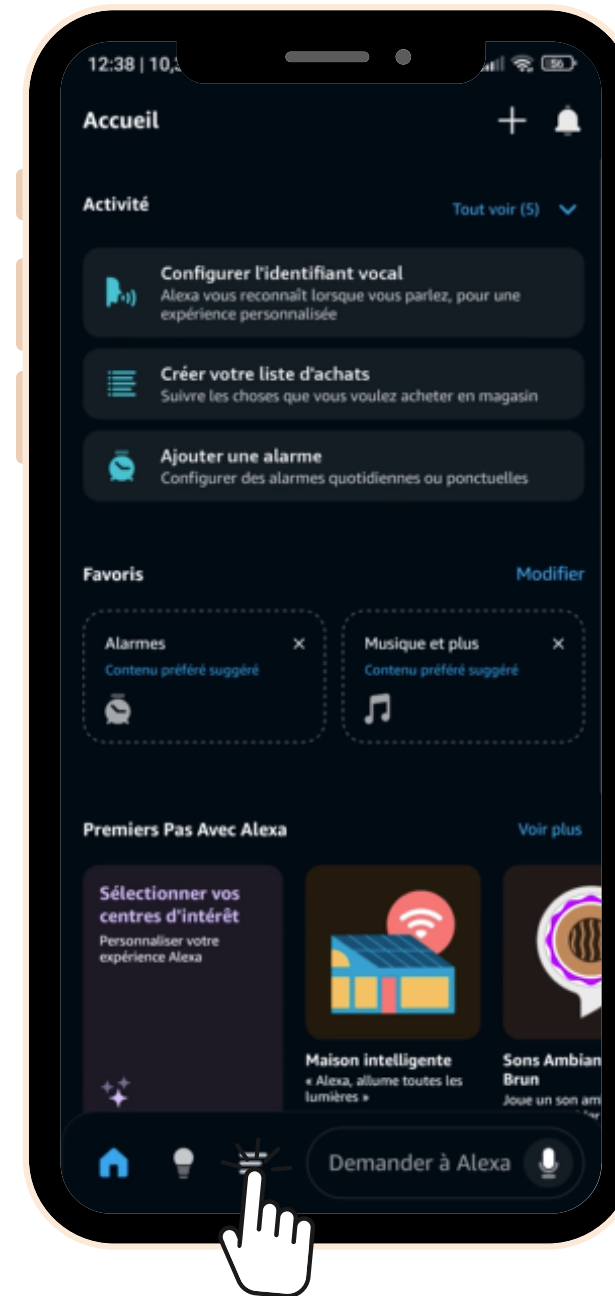 12:38 | 10,
56
Accueil
Activité
Tout voir (5)
Configurer l'identifiant vocal
Alexa vous reconnaît lorsque vous parlez, pour une
expérience personnalisée
Créer votre liste d'achats
Suivre les choses que vous voulez acheter en magasin
Ajouter une alarme
Configurer des alarmes quotidiennes ou ponctuelles
Favoris
Modifier
Alarmes
Contenu préféré suggéré
Musique et plus
Contenu préféré suggéré
Premiers Pas Avec Alexa
Voir plus
Sélectionner vos
centres d'intérêt
Personnaliser votre
expérience Alexa
Maison intelligente
« Alexa, allume toutes les
lumières »
Sons Ambian
Brun
Joue un son am
Demander à Alexa